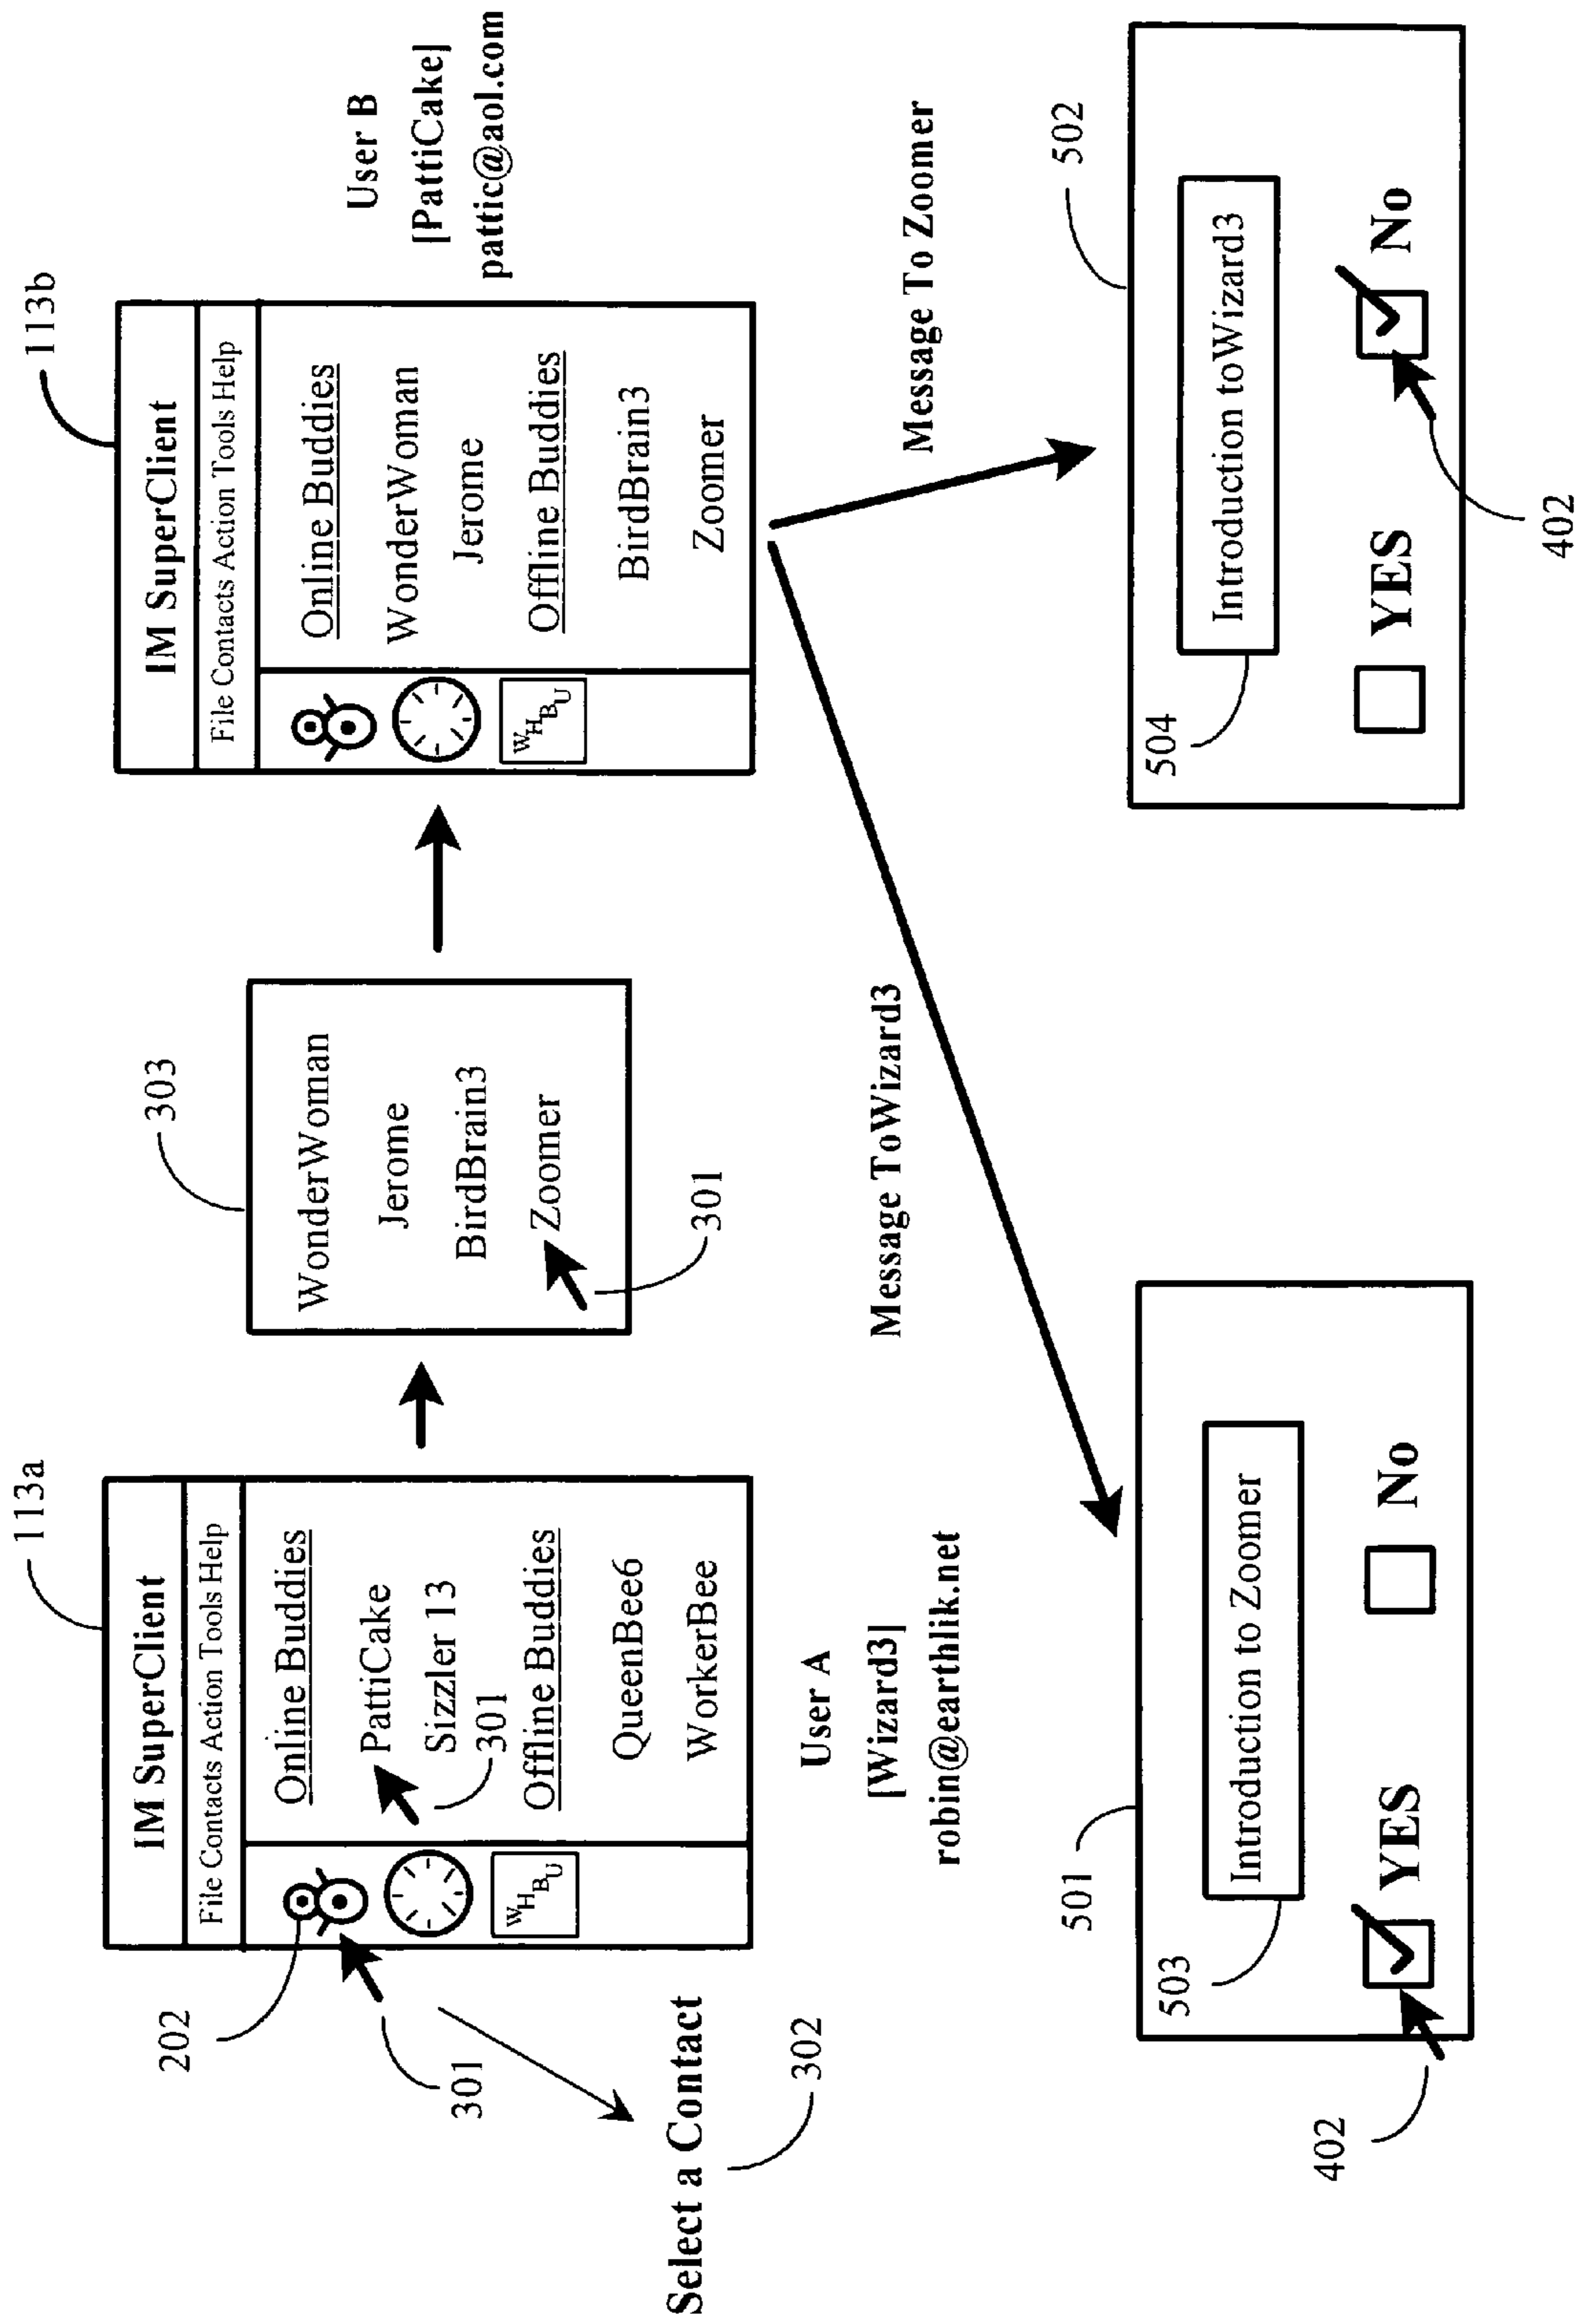 113a
IM SuperClient
File Contacts Action Tools Help
Online Buddies
PattiCake
Sizzler 13
301
Offline Buddies
QueenBee6
WorkerBee
WHBU
202
301
Select a Contact
302
User A
[Wizard3]
robin@earthlik.net
303
WonderWoman
Jerome
BirdBrain3
Zoomer
301
113b
IM SuperClient
File Contacts Action Tools Help
Online Buddies
WonderWoman
Jerome
Offline Buddies
BirdBrain3
Zoomer
WHBU
User B
[PattiCake]
pattic@aol.com
Message ToWizard3
Message To Zoomer
501
503
Introduction to Zoomer
YES
No
402
502
504
Introduction toWizard3
YES
No
402